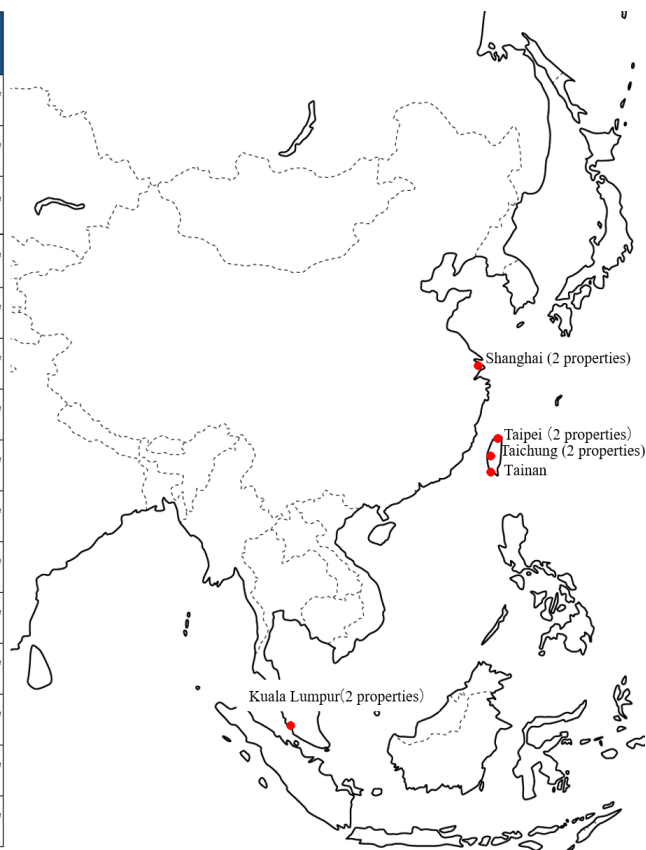 Shanghai (2 properties)
Taipei（2 properties）
Taichung (2 properties)
Tainan
Kuala Lumpur(2 properties）